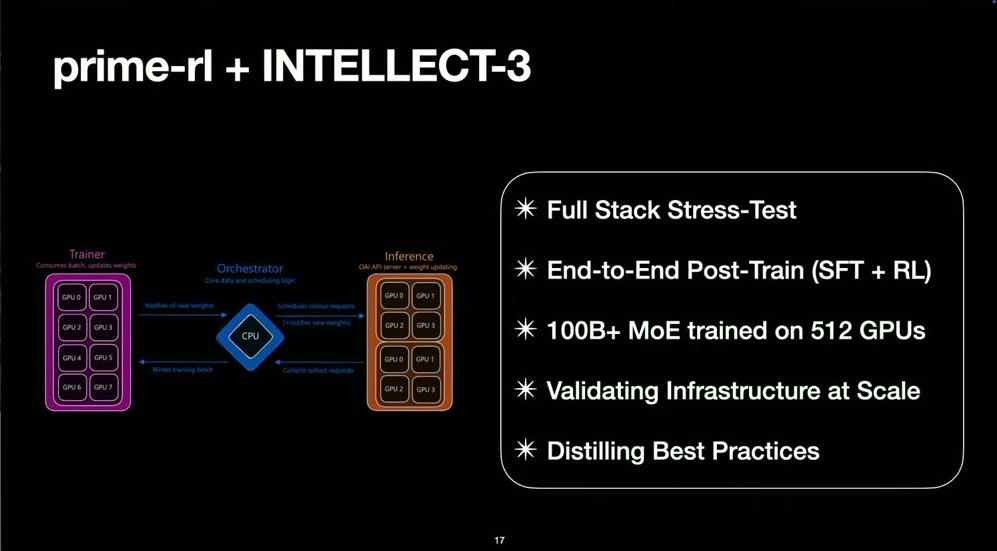 prime-rl + INTELLECT-3
Trainer
Consumes batch, updates weights
GPU 0 GPU 1
GPU 2 GPU 3
GPU 4 GPU 5
GPU 6 GPU 7
Notifies of new weights
Writes training batch
Orchestrator
Core data and scheduling logic
CPU
Schedules rollout requests
(+notifies new weights)
Collects rollout requests
Inference
OAI API server + weight updating
GPU 0 GPU 1
GPU 2 GPU 3
GPU 0 GPU 1
GPU 2 GPU 3
✴ Full Stack Stress-Test
✴ End-to-End Post-Train (SFT + RL)
✴ 100B+ MoE trained on 512 GPUs
✴ Validating Infrastructure at Scale
✴ Distilling Best Practices
17